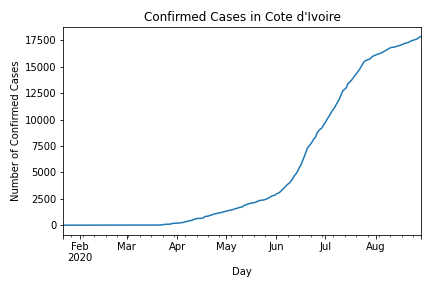 Confirmed Cases in Cote d'Ivoire
Number of Confirmed Cases
17500
15000
12500
10000
7500
5000
2500
0
Feb Mar Apr May Jun Jul Aug
2020
Day